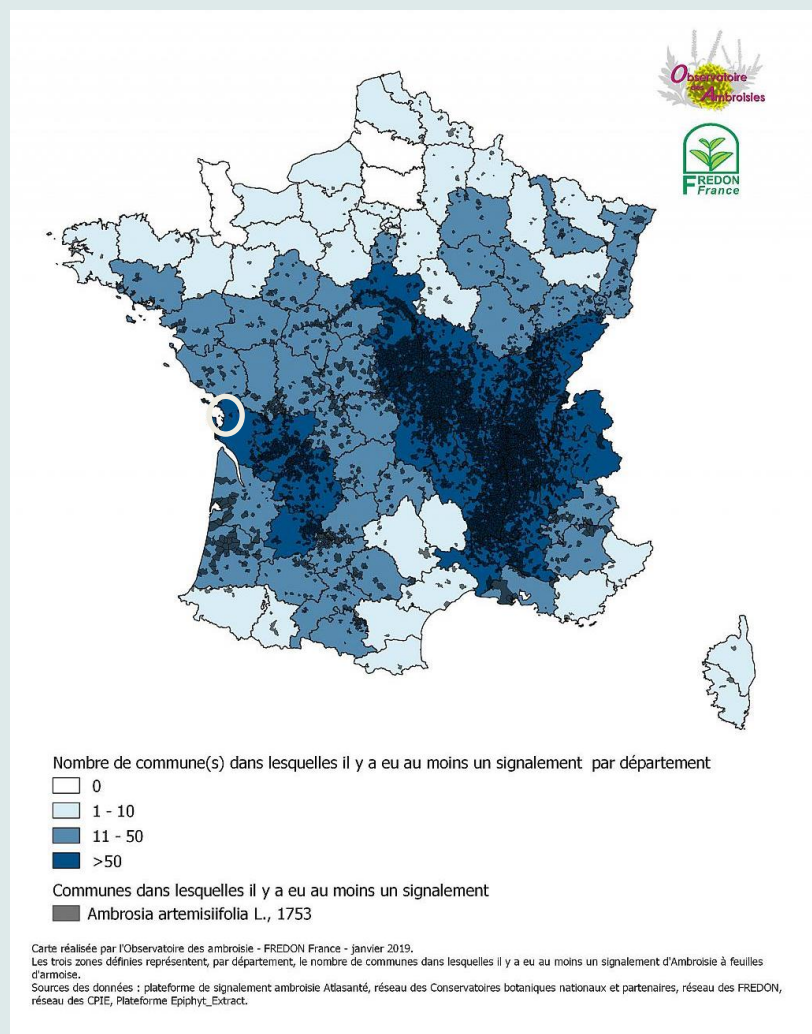 Observatoire
des
Ambroisies
FREDON
France
Nombre de commune(s) dans lesquelles il y a eu au moins un signalement par département
0
1 - 10
11 - 50
>50
Communes dans lesquelles il y a eu au moins un signalement
Ambrosia artemisiifolia L., 1753
Carte réalisée par l'Observatoire des ambroisie - FREDON France - janvier 2019.
Les trois zones définies représentent, par département, le nombre de communes dans lesquelles il y a eu au moins un signalement d'Ambroisie à feuilles
d'armoise.
Sources des données : plateforme de signalement ambroisie Atlasanté, réseau des Conservatoires botaniques nationaux et partenaires, réseau des FREDON,
réseau des CPIE, Plateforme Epiphyt_Extract.